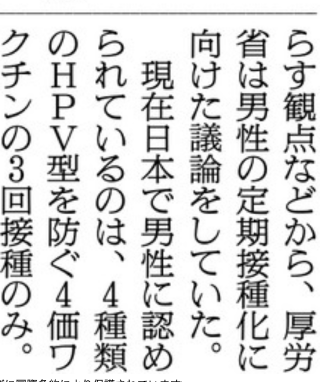 らす観点などから、厚労
省は男性の定期接種化に
向けた議論をしていた。
　現在日本で男性に認め
られているのは、4種類
のHPV型を防ぐ4価ワ
クチンの3回接種のみ。